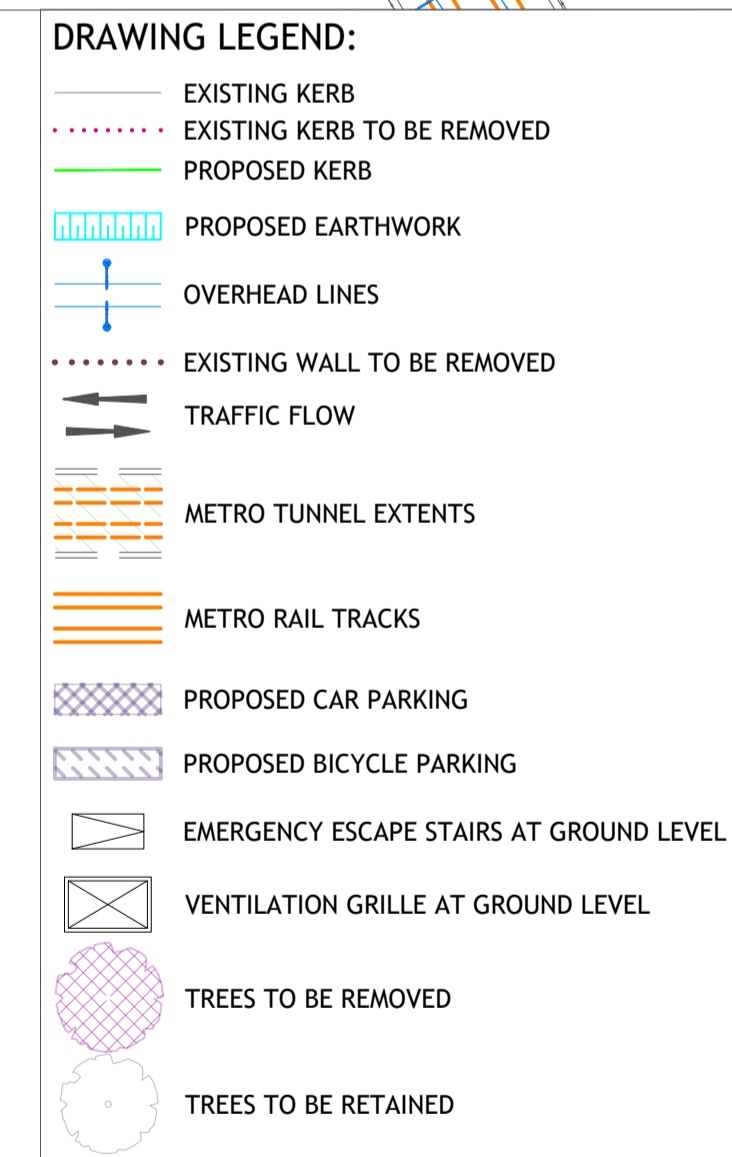 DRAWING LEGEND:
EXISTING KERB
EXISTING KERB TO BE REMOVED
PROPOSED KERB
PROPOSED EARTHWORK
OVERHEAD LINES
EXISTING WALL TO BE REMOVED
TRAFFIC FLOW
METRO TUNNEL EXTENTS
METRO RAIL TRACKS
PROPOSED CAR PARKING
PROPOSED BICYCLE PARKING
EMERGENCY ESCAPE STAIRS AT GROUND LEVEL
VENTILATION GRILLE AT GROUND LEVEL
TREES TO BE REMOVED
TREES TO BE RETAINED